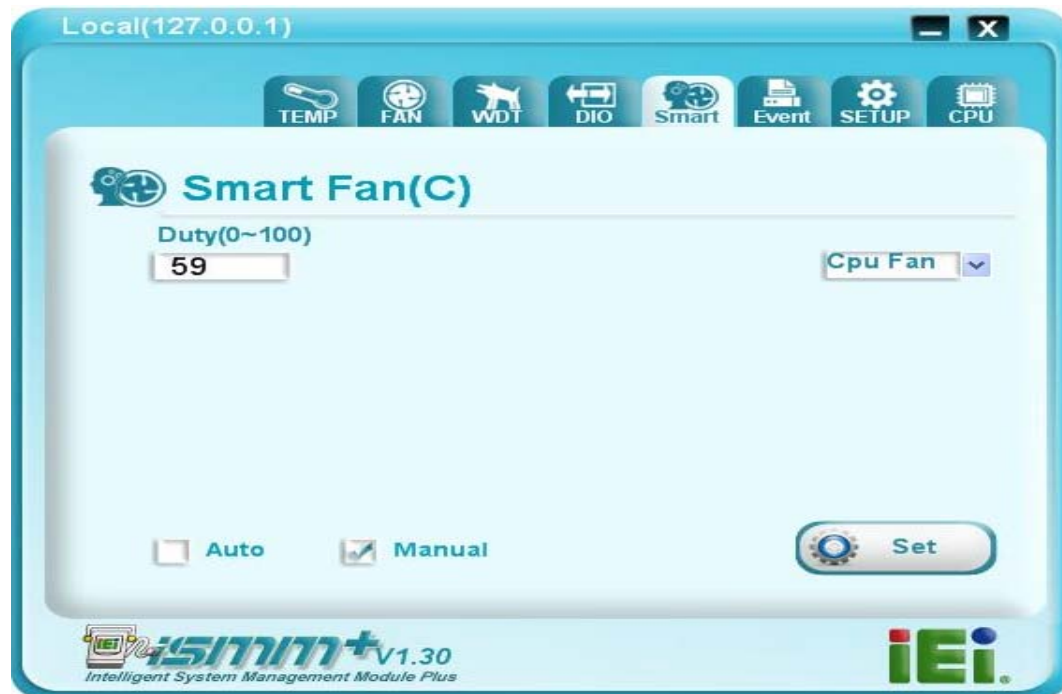 Local(127.0.0.1)
TEMP FAN WDT DIO Smart Event SETUP CPU
Smart Fan(C)
Duty(0~100)
59
Cpu Fan
Auto Manual
Set
iEi ismm+ V1.30
Intelligent System Management Module Plus
iEi